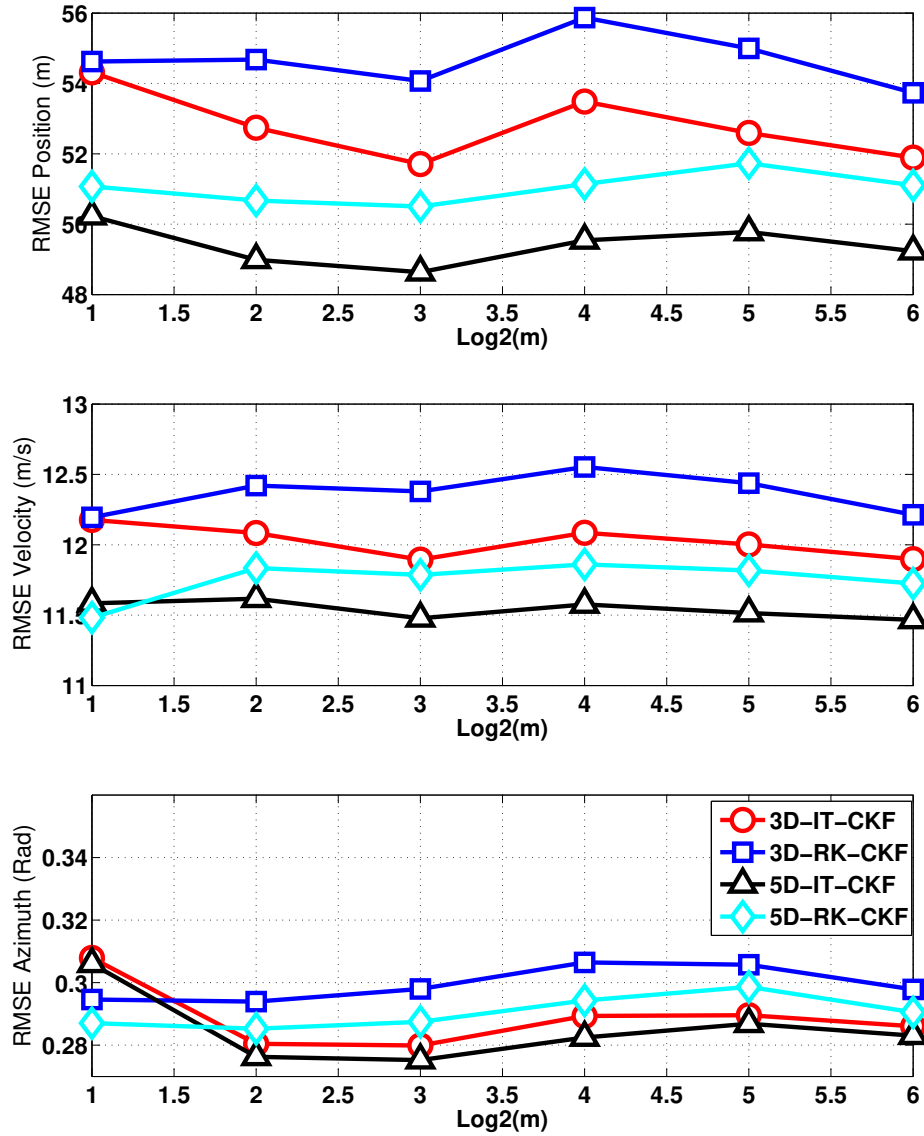 56
54
52
50
48
RMSE Position (m)
1 1.5 2 2.5 3 3.5 4 4.5 5 5.5 6
Log2(m)
13
12.5
12
11.5
11
RMSE Velocity (m/s)
1 1.5 2 2.5 3 3.5 4 4.5 5 5.5 6
Log2(m)
0.34
0.32
0.3
0.28
RMSE Azimuth (Rad)
3D-IT-CKF
3D-RK-CKF
5D-IT-CKF
5D-RK-CKF
1 1.5 2 2.5 3 3.5 4 4.5 5 5.5 6
Log2(m)